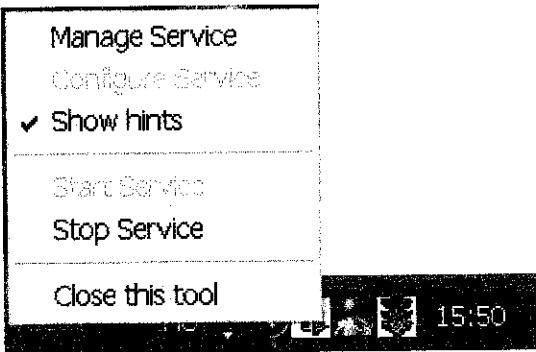 Manage Service
Configure Service
Show hints
Start Service
Stop Service
Close this tool
15:50